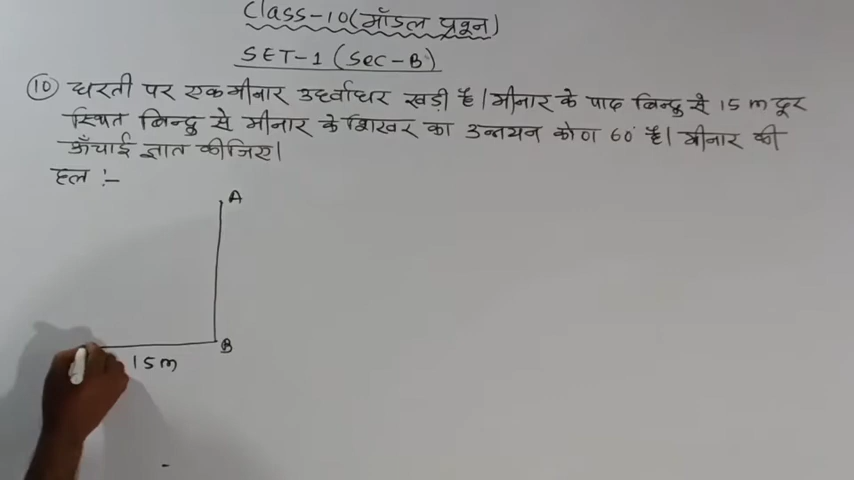 Class-10(मॉडल प्रश्न)
SET-1 (Sec-B)
(10) धरती पर एक मीनार उर्ध्वाधर खड़ी है। मीनार के पाद बिन्दु से 15 m दूर
स्थित बिन्दु से मीनार के शिखर का उन्नयन कोण 60° है। मीनार की
ऊँचाई ज्ञात कीजिए।
हल :-
A
B
15m